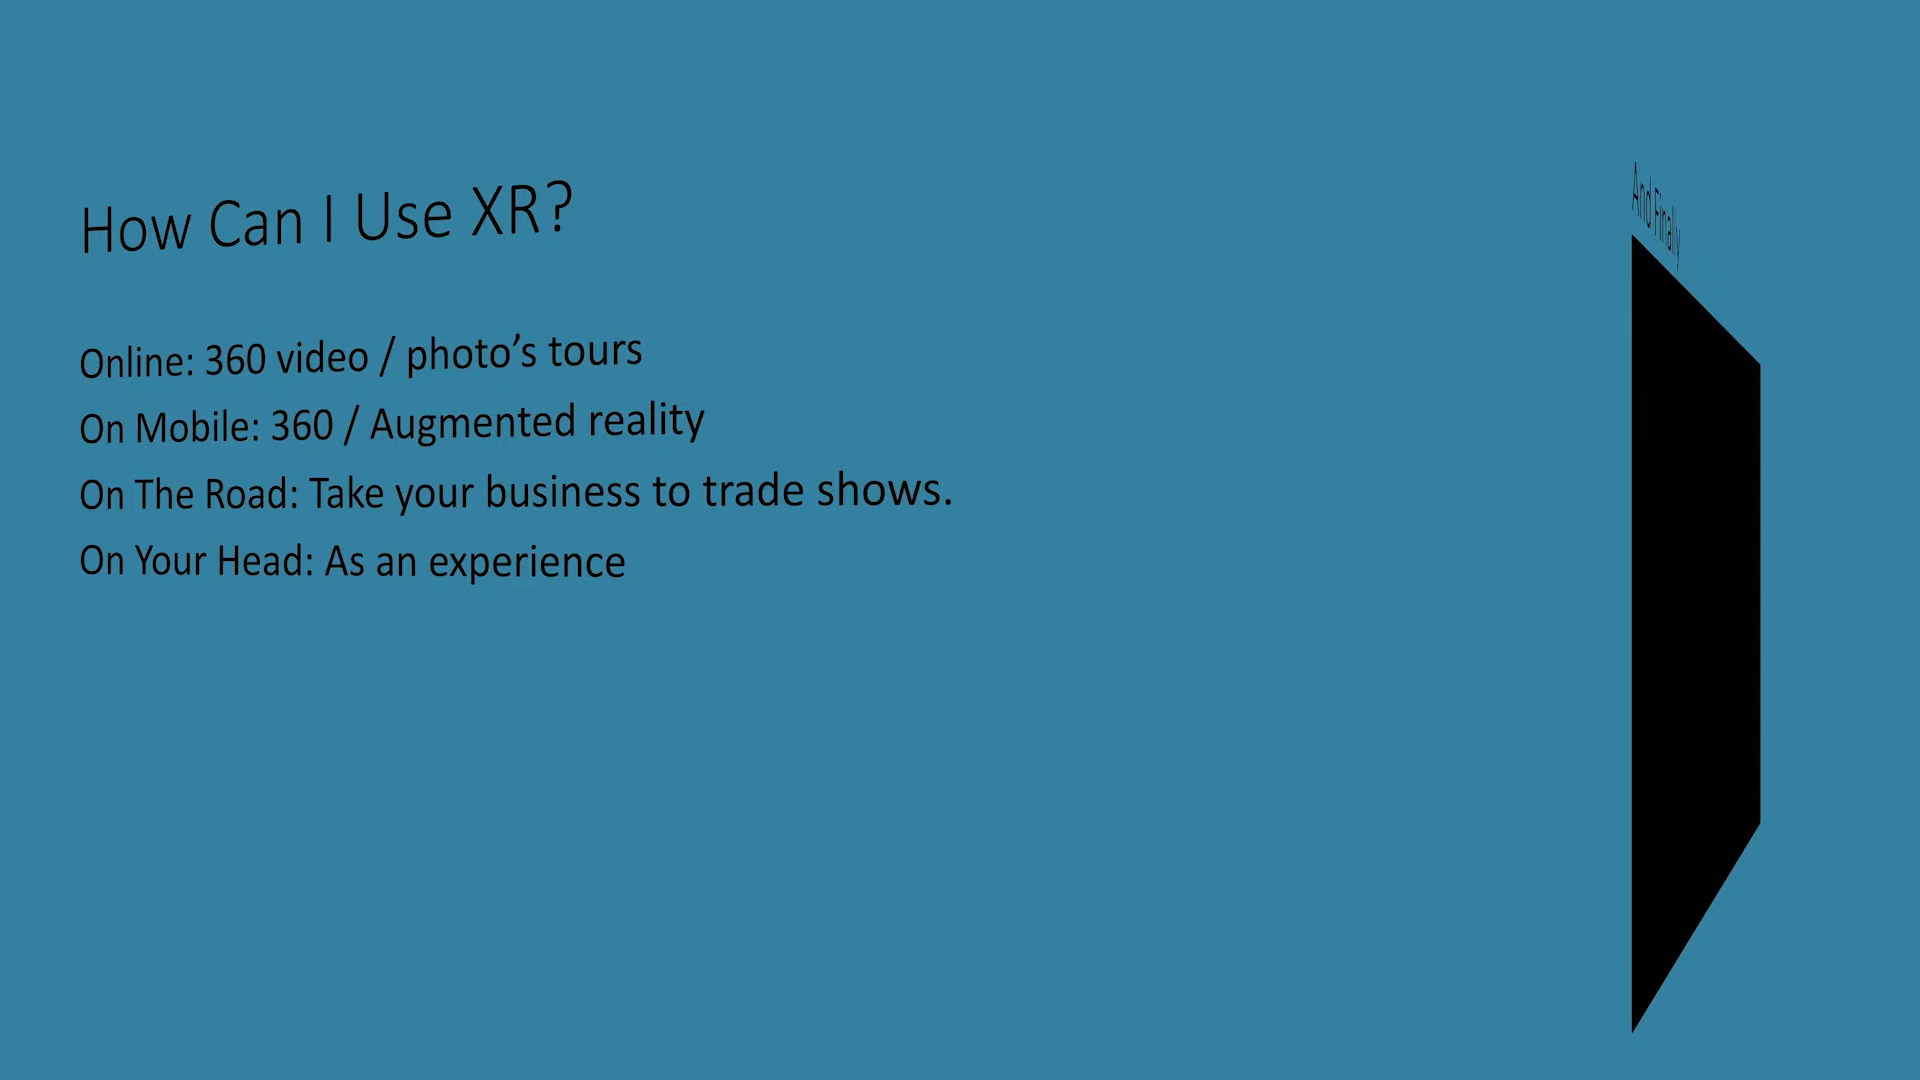 How Can I Use XR?
Online: 360 video / photo’s tours
On Mobile: 360 / Augmented reality
On The Road: Take your business to trade shows.
On Your Head: As an experience
And Finally